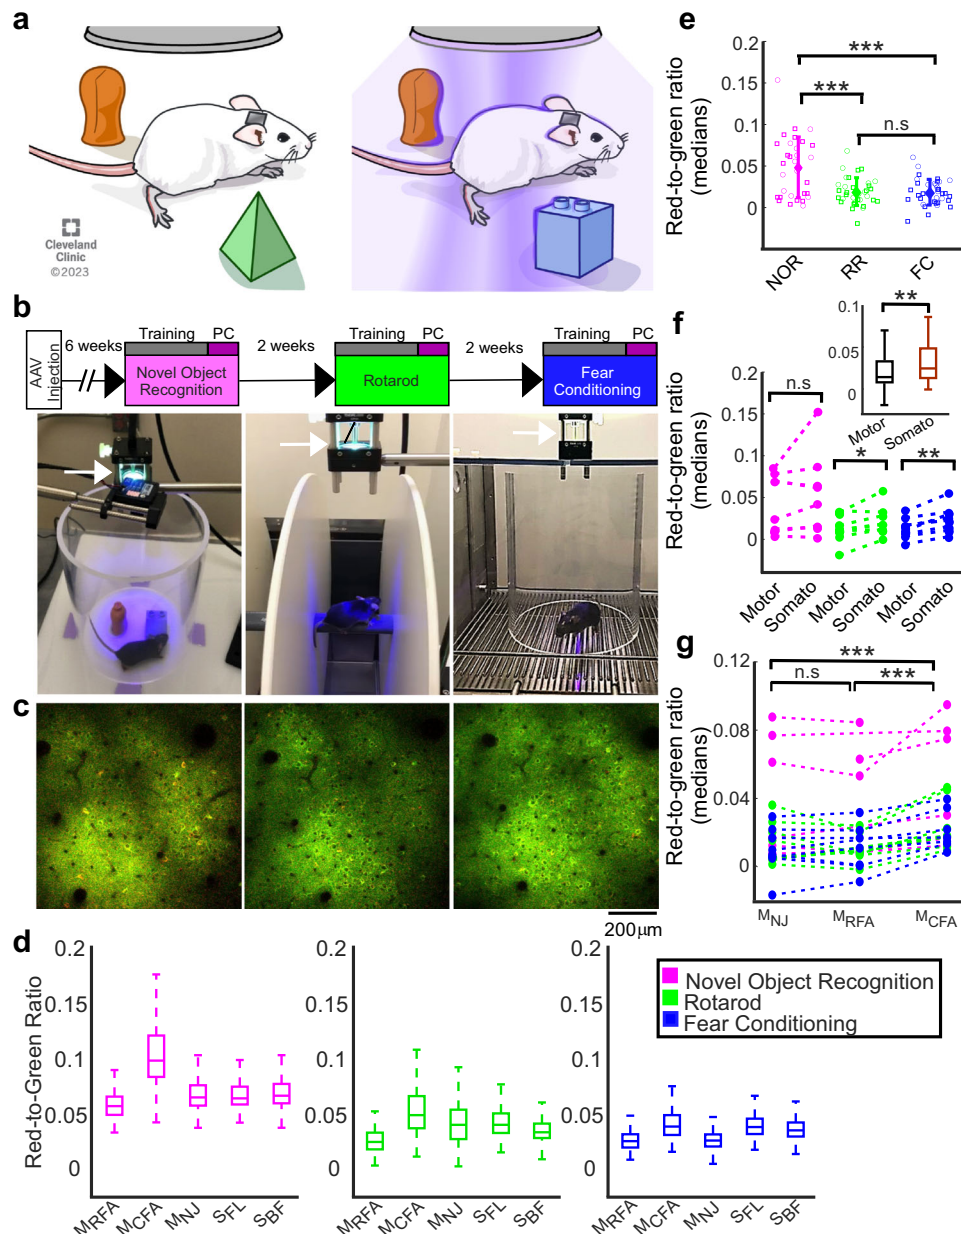 a
Cleveland
Clinic
©2023
b
AAV
Injection
6 weeks
Training
PC
Novel Object
Recognition
2 weeks
Training
PC
Rotarod
2 weeks
Training
PC
Fear
Conditioning
c
200μm
d
Red-to-Green Ratio
0.2
0.15
0.1
0.05
0
MRFA
MCFA
MNJ
SFL
SBF
0.2
0.15
0.1
0.05
0
MRFA
MCFA
MNJ
SFL
SBF
0.2
0.15
0.1
0.05
0
MRFA
MCFA
MNJ
SFL
SBF
Novel Object Recognition
Rotarod
Fear Conditioning
e
Red-to-green ratio
(medians)
0.2
0.15
0.1
0.05
0
***
***
n.s
NOR
RR
FC
f
Red-to-green ratio
(medians)
0.2
0.15
0.1
0.05
0
n.s
*
**
Motor
Somato
Motor
Somato
Motor
Somato
0.1
0.05
0
**
Motor
Somato
g
Red-to-green ratio
(medians)
0.12
0.08
0.04
0
***
n.s
***
MNJ
MRFA
MCFA